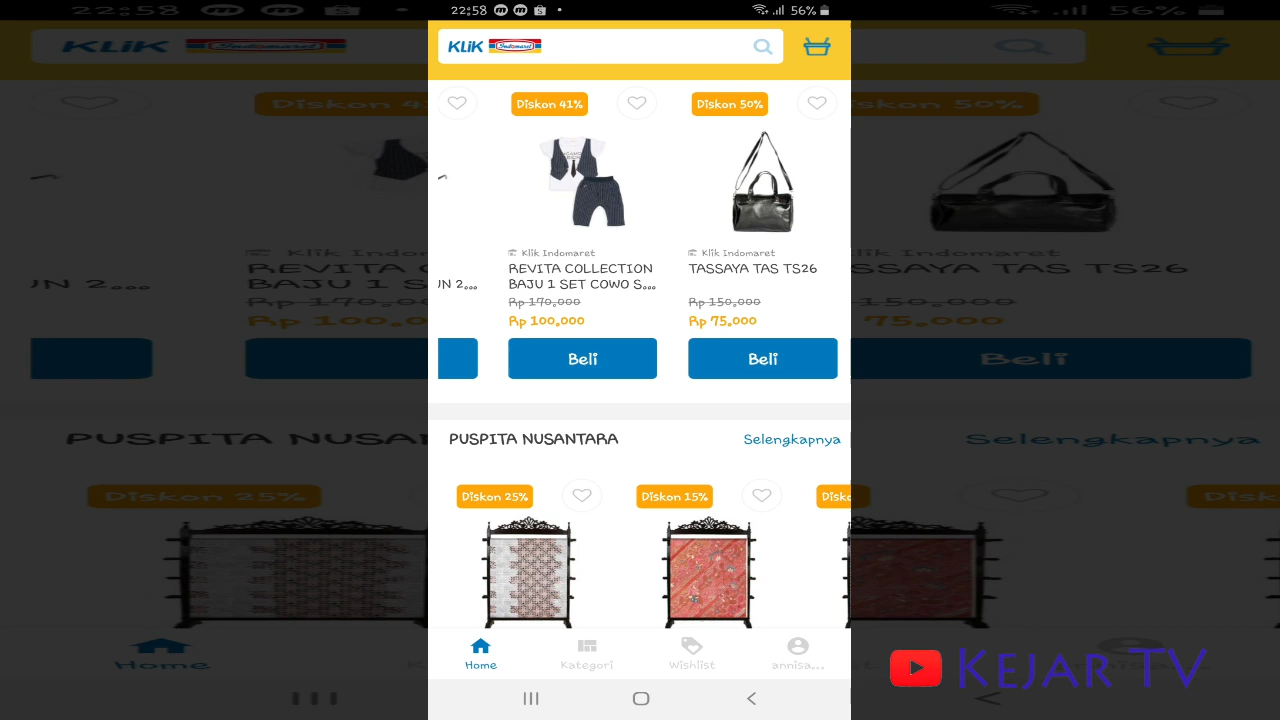 22:58
56%
KLIK Indomaret
Diskon 41%
Diskon 50%
Klik Indomaret
Klik Indomaret
UN 2...
REVITA COLLECTION
BAJU 1 SET COWO S...
TASSAYA TAS TS26
Rp 170.000
Rp 150.000
Rp 100.000
Rp 75.000
Beli
Beli
PUSPITA NUSANTARA
Selengkapnya
Diskon 25%
Diskon 15%
Home
Kategori
Wishlist
annisa...
KEJAR TV